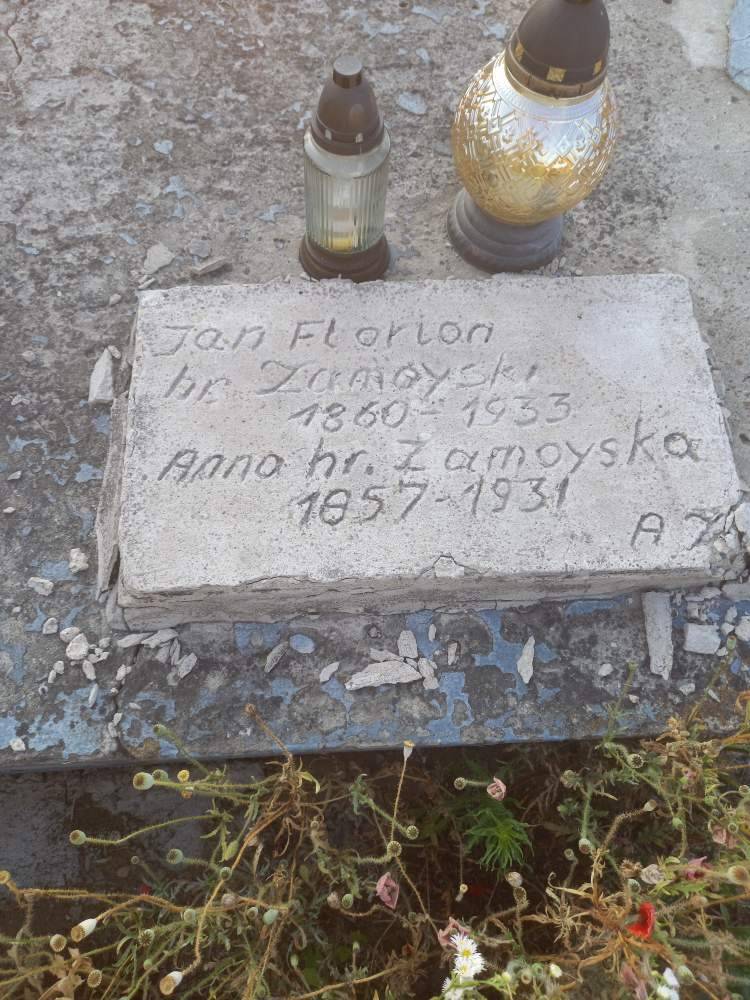 Jan Florian
hr. Zamoyski
1860-1933
Anna hr. Zamoyska
1857-1931
A Z